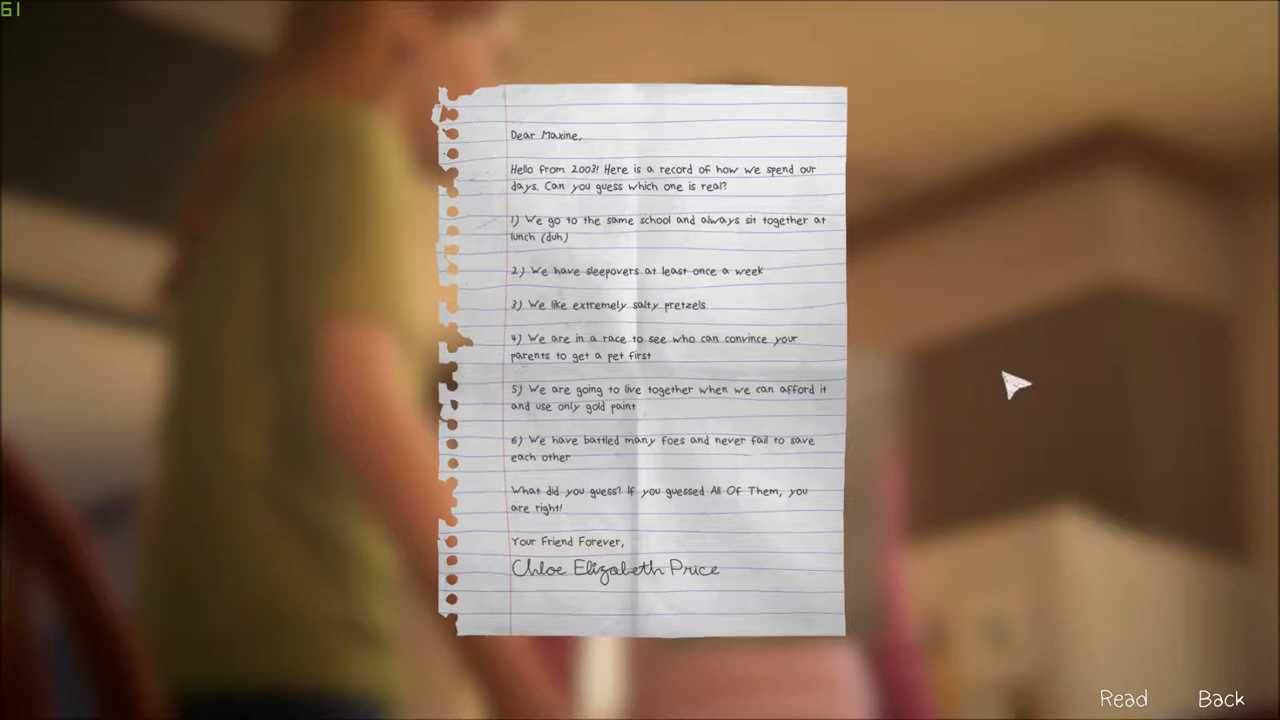 61
Dear Maxine,
Hello from 2003! Here is a record of how we spend our
days. Can you guess which one is real?
1) We go to the same school and always sit together at
lunch (duh)
2) We have sleepovers at least once a week
3) We like extremely salty pretzels
4) We are in a race to see who can convince your
parents to get a pet first
5) We are going to live together when we can afford it
and use only gold paint
6) We have battled many foes and never fail to save
each other
What did you guess? If you guessed All Of Them, you
are right!
Your Friend Forever,
Chloe Elizabeth Price
Read Back